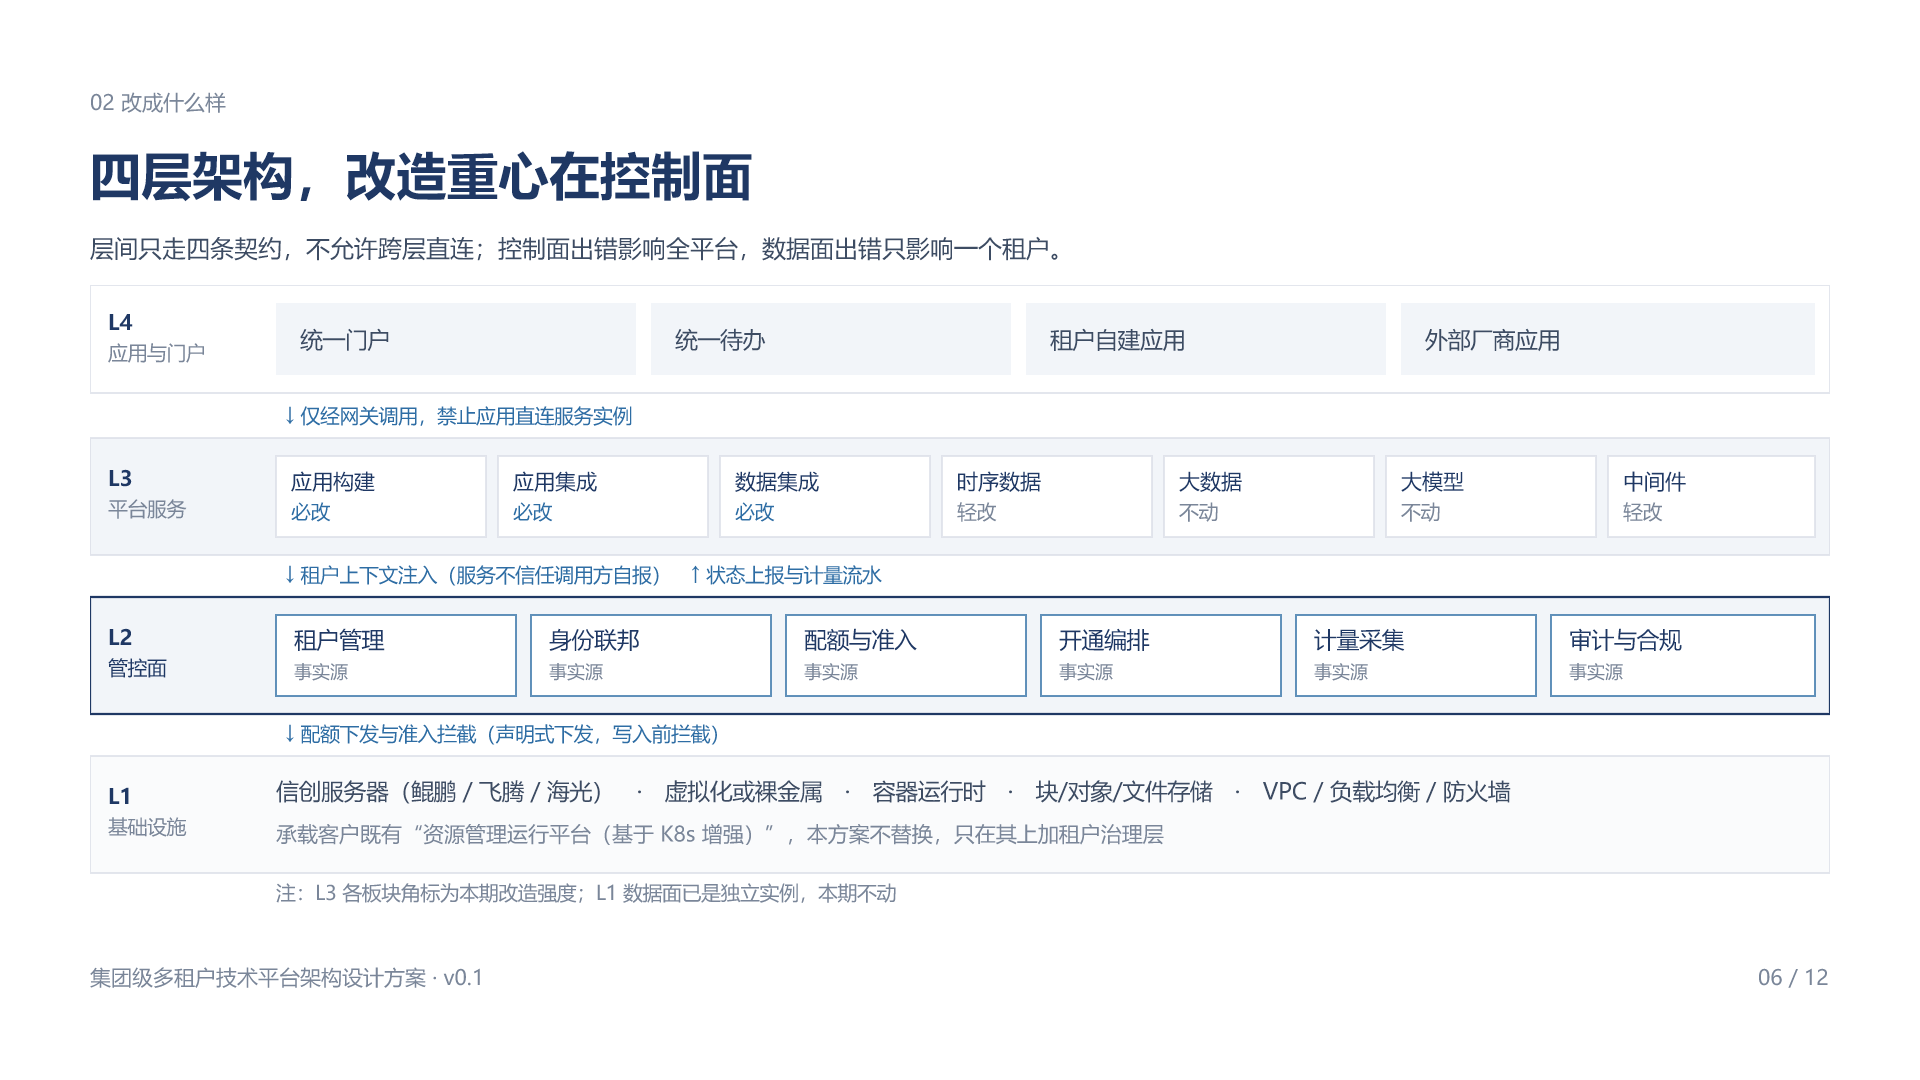 02 改成什么样
四层架构，改造重心在控制面
层间只走四条契约，不允许跨层直连；控制面出错影响全平台，数据面出错只影响一个租户。
L4
应用与门户
统一门户
统一待办
租户自建应用
外部厂商应用
↓ 仅经网关调用，禁止应用直连服务实例
L3
平台服务
应用构建
必改
应用集成
必改
数据集成
必改
时序数据
轻改
大数据
不动
大模型
不动
中间件
轻改
↓ 租户上下文注入（服务不信任调用方自报） ↑ 状态上报与计量流水
L2
管控面
租户管理
事实源
身份联邦
事实源
配额与准入
事实源
开通编排
事实源
计量采集
事实源
审计与合规
事实源
↓ 配额下发与准入拦截（声明式下发，写入前拦截）
L1
基础设施
信创服务器（鲲鹏 / 飞腾 / 海光） · 虚拟化或裸金属 · 容器运行时 · 块/对象/文件存储 · VPC / 负载均衡 / 防火墙
承载客户既有“资源管理运行平台（基于 K8s 增强）”，本方案不替换，只在其上加租户治理层
注：L3 各板块角标为本期改造强度；L1 数据面已是独立实例，本期不动
集团级多租户技术平台架构设计方案 · v0.1
06 / 12